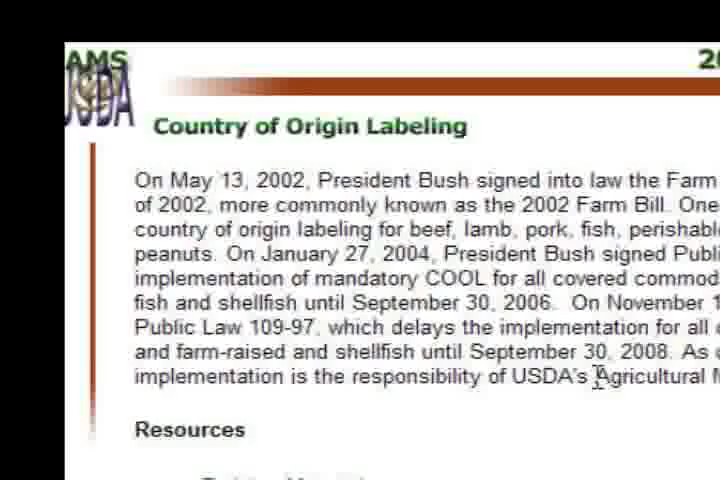 AMS
USDA
Country of Origin Labeling
On May 13, 2002, President Bush signed into law the Farm
of 2002, more commonly known as the 2002 Farm Bill. One
country of origin labeling for beef, lamb, pork, fish, perishable
peanuts. On January 27, 2004, President Bush signed Publi
implementation of mandatory COOL for all covered commod
fish and shellfish until September 30, 2006. On November 1
Public Law 109-97, which delays the implementation for all
and farm-raised and shellfish until September 30, 2008. As
implementation is the responsibility of USDA's Agricultural M
Resources